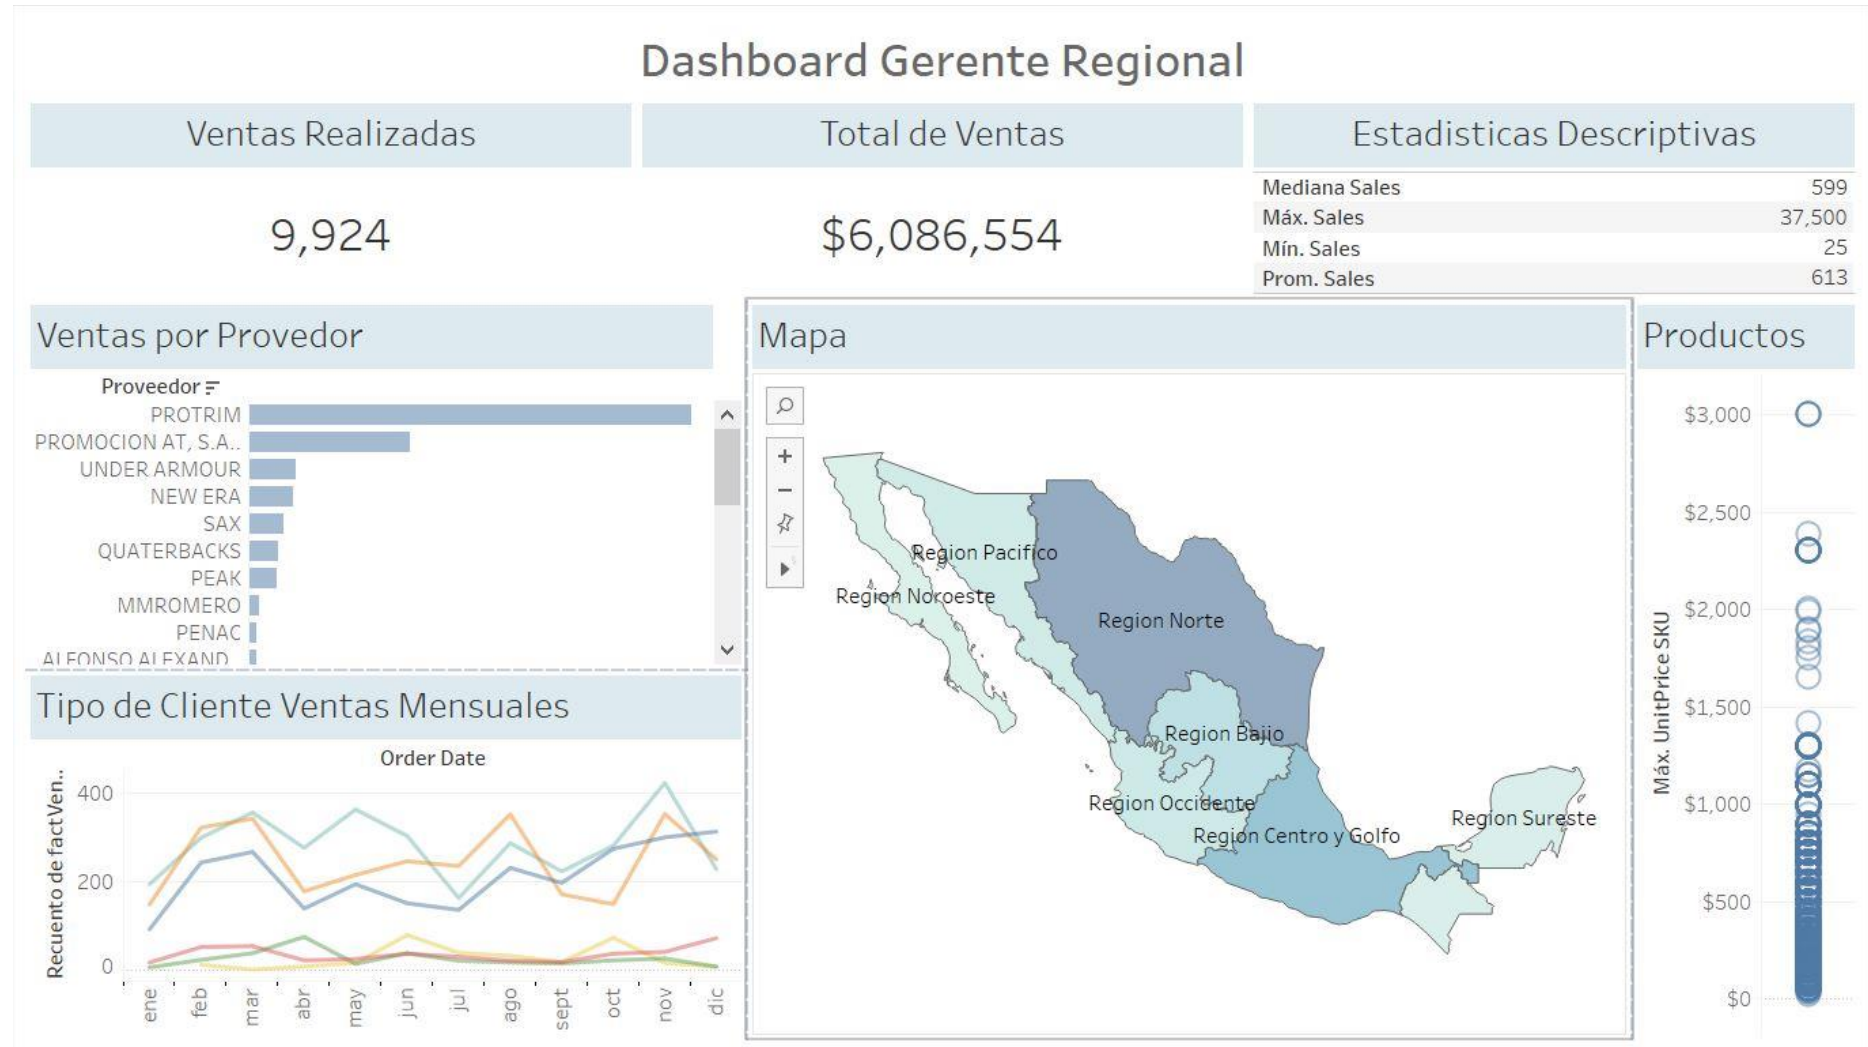 Dashboard Gerente Regional
Ventas Realizadas
Total de Ventas
Estadisticas Descriptivas
9,924
$6,086,554
Mediana Sales 599
Máx. Sales 37,500
Mín. Sales 25
Prom. Sales 613
Ventas por Provedor
Proveedor
PROTRIM
PROMOCION AT, S.A..
UNDER ARMOUR
NEW ERA
SAX
QUATERBACKS
PEAK
MMROMERO
PENAC
ALFONSO ALEXAND
Mapa
Region Pacifico
Region Noroeste
Region Norte
Region Bajio
Region Occidente
Region Centro y Golfo
Region Sureste
Productos
Máx. UnitPrice SKU
$3,000
$2,500
$2,000
$1,500
$1,000
$500
$0
Tipo de Cliente Ventas Mensuales
Order Date
Recuento de factVen..
400
200
0
ene feb mar abr may jun jul ago sept oct nov dic